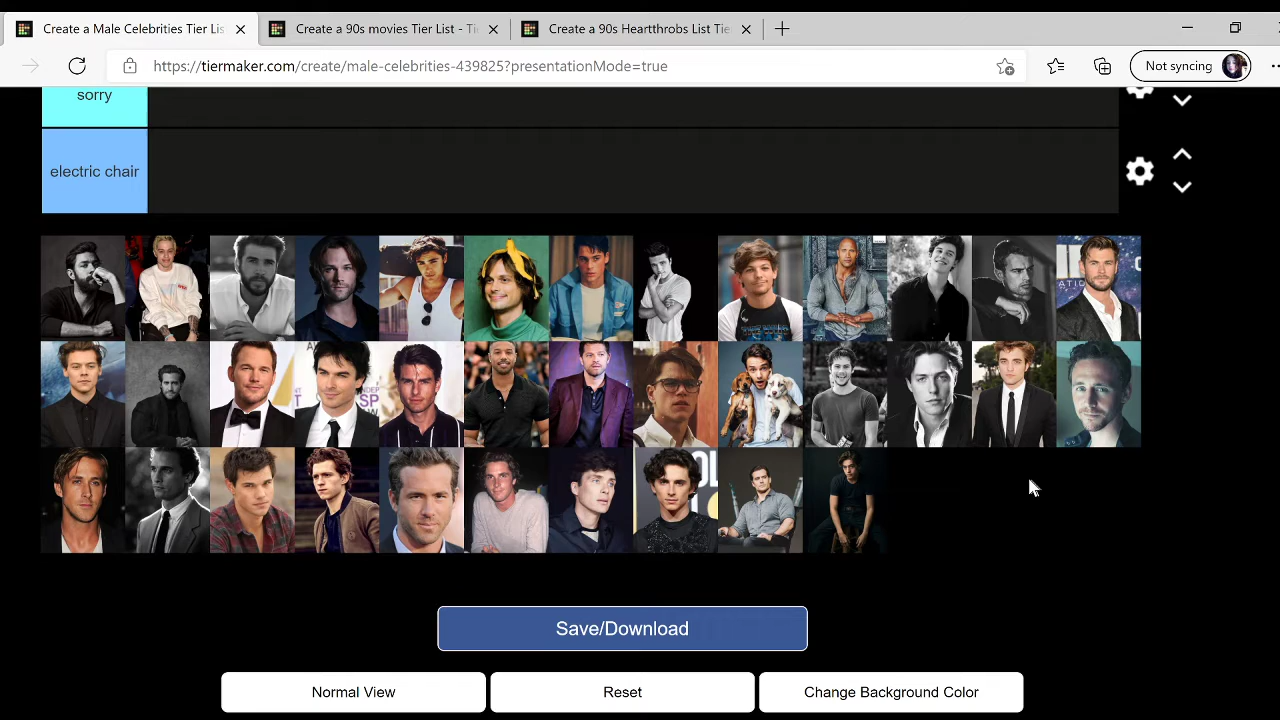 Create a Male Celebrities Tier Lis
Create a 90s movies Tier List - Ti
Create a 90s Heartthrobs List Tie
https://tiermaker.com/create/male-celebrities-439825?presentationMode=true
Not syncing
sorry
electric chair
Save/Download
Normal View
Reset
Change Background Color